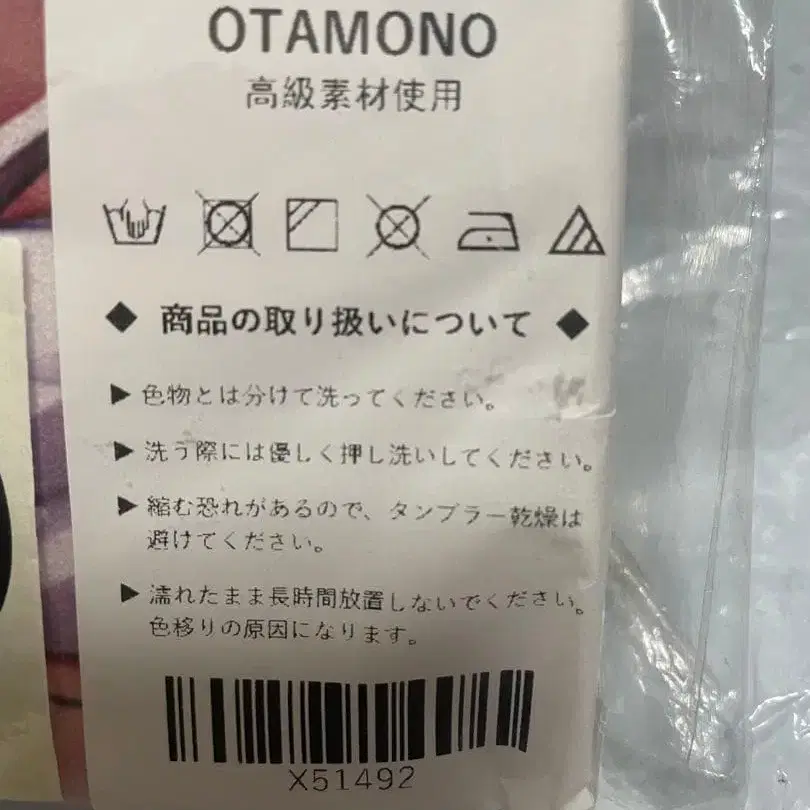 OTAMONO
高級素材使用
◆ 商品の取り扱いについて ◆
▶ 色物とは分けて洗ってください。
▶ 洗う際には優しく押し洗いしてください。
▶ 縮む恐れがあるので、タンブラー乾燥は
避けてください。
▶ 濡れたまま長時間放置しないでください。
色移りの原因になります。
X51492